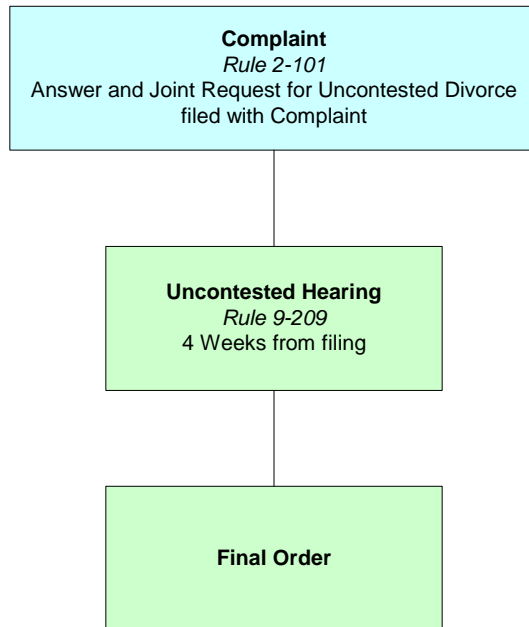 Complaint
Rule 2-101
Answer and Joint Request for Uncontested Divorce
filed with Complaint
Uncontested Hearing
Rule 9-209
4 Weeks from filing
Final Order